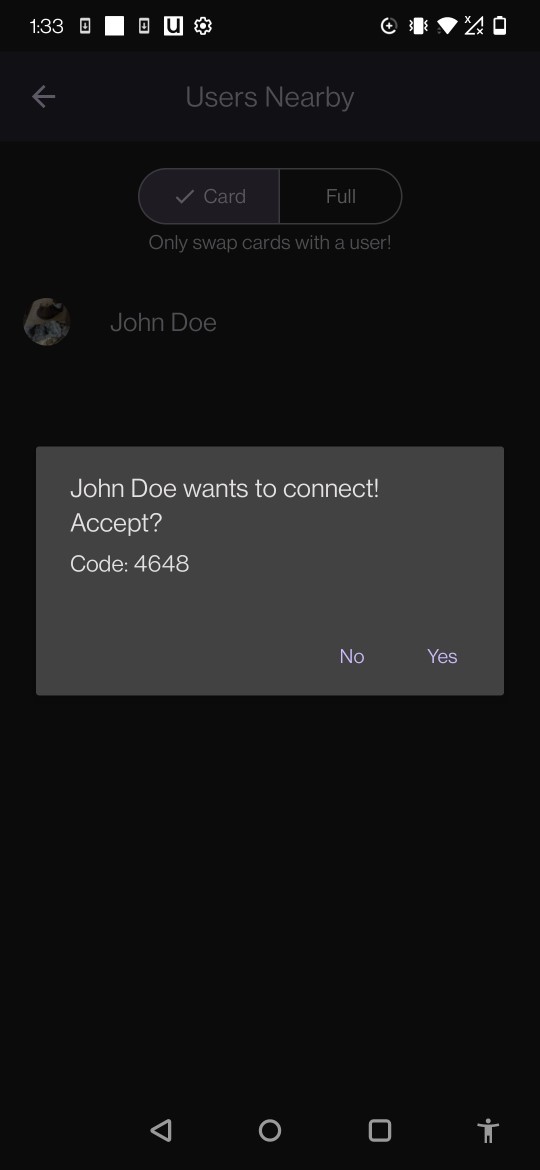 1:33
Users Nearby
Card
Full
Only swap cards with a user!
John Doe
John Doe wants to connect!
Accept?
Code: 4648
No
Yes